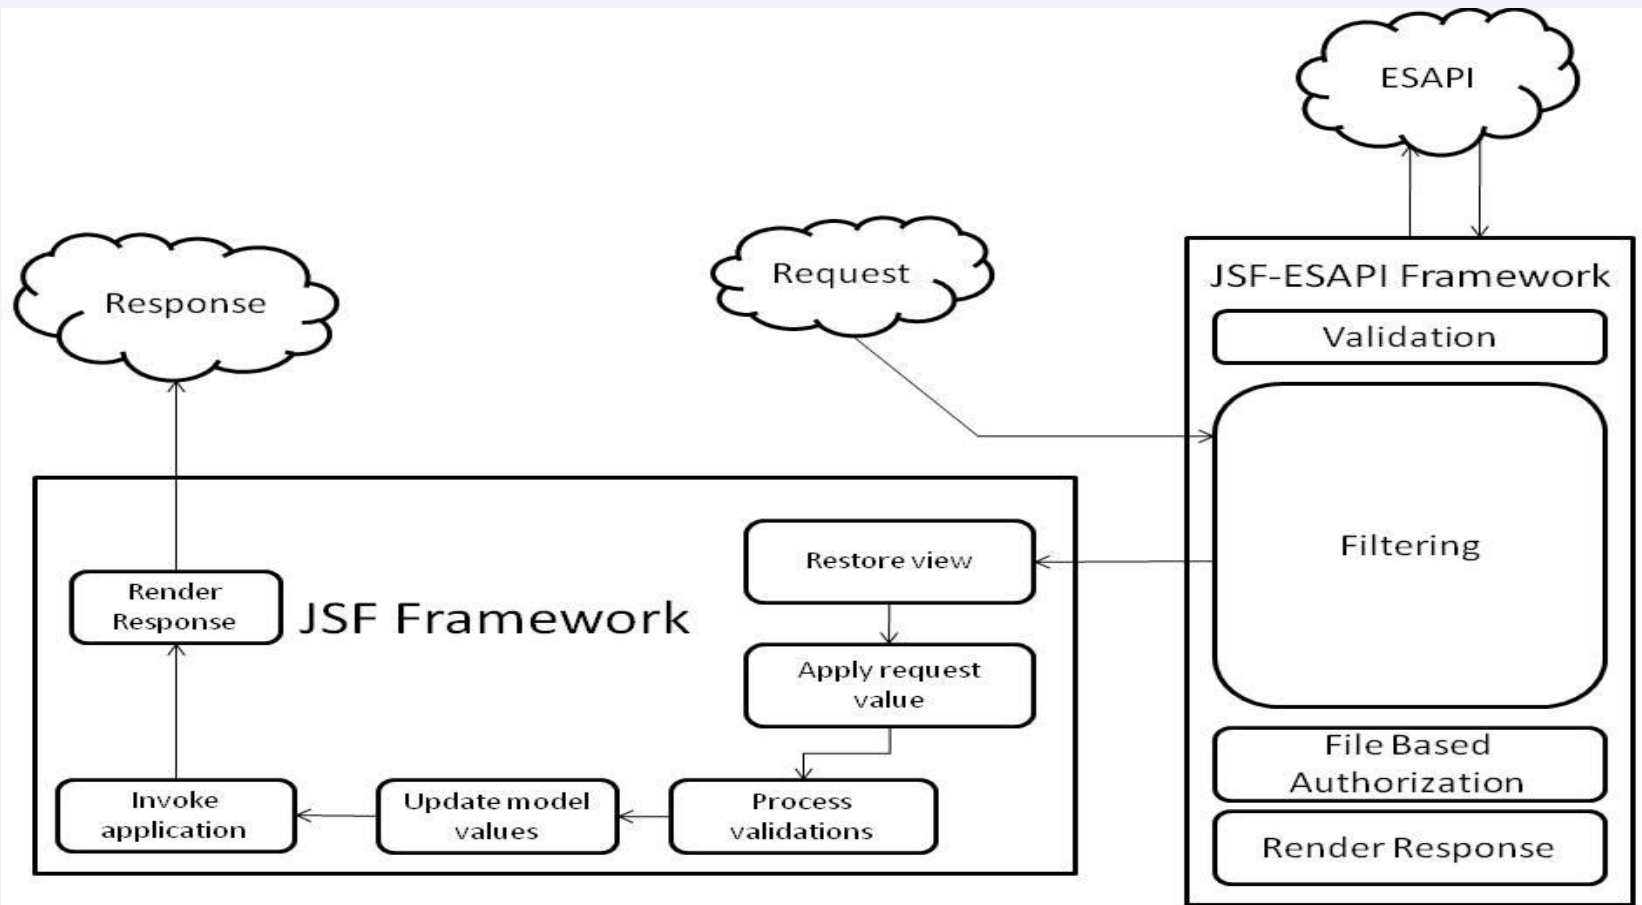 ESAPI
Response
Request
JSF-ESAPI Framework
Validation
Filtering
File Based
Authorization
Render Response
JSF Framework
Restore view
Apply request
value
Process
validations
Update model
values
Invoke
application
Render
Response